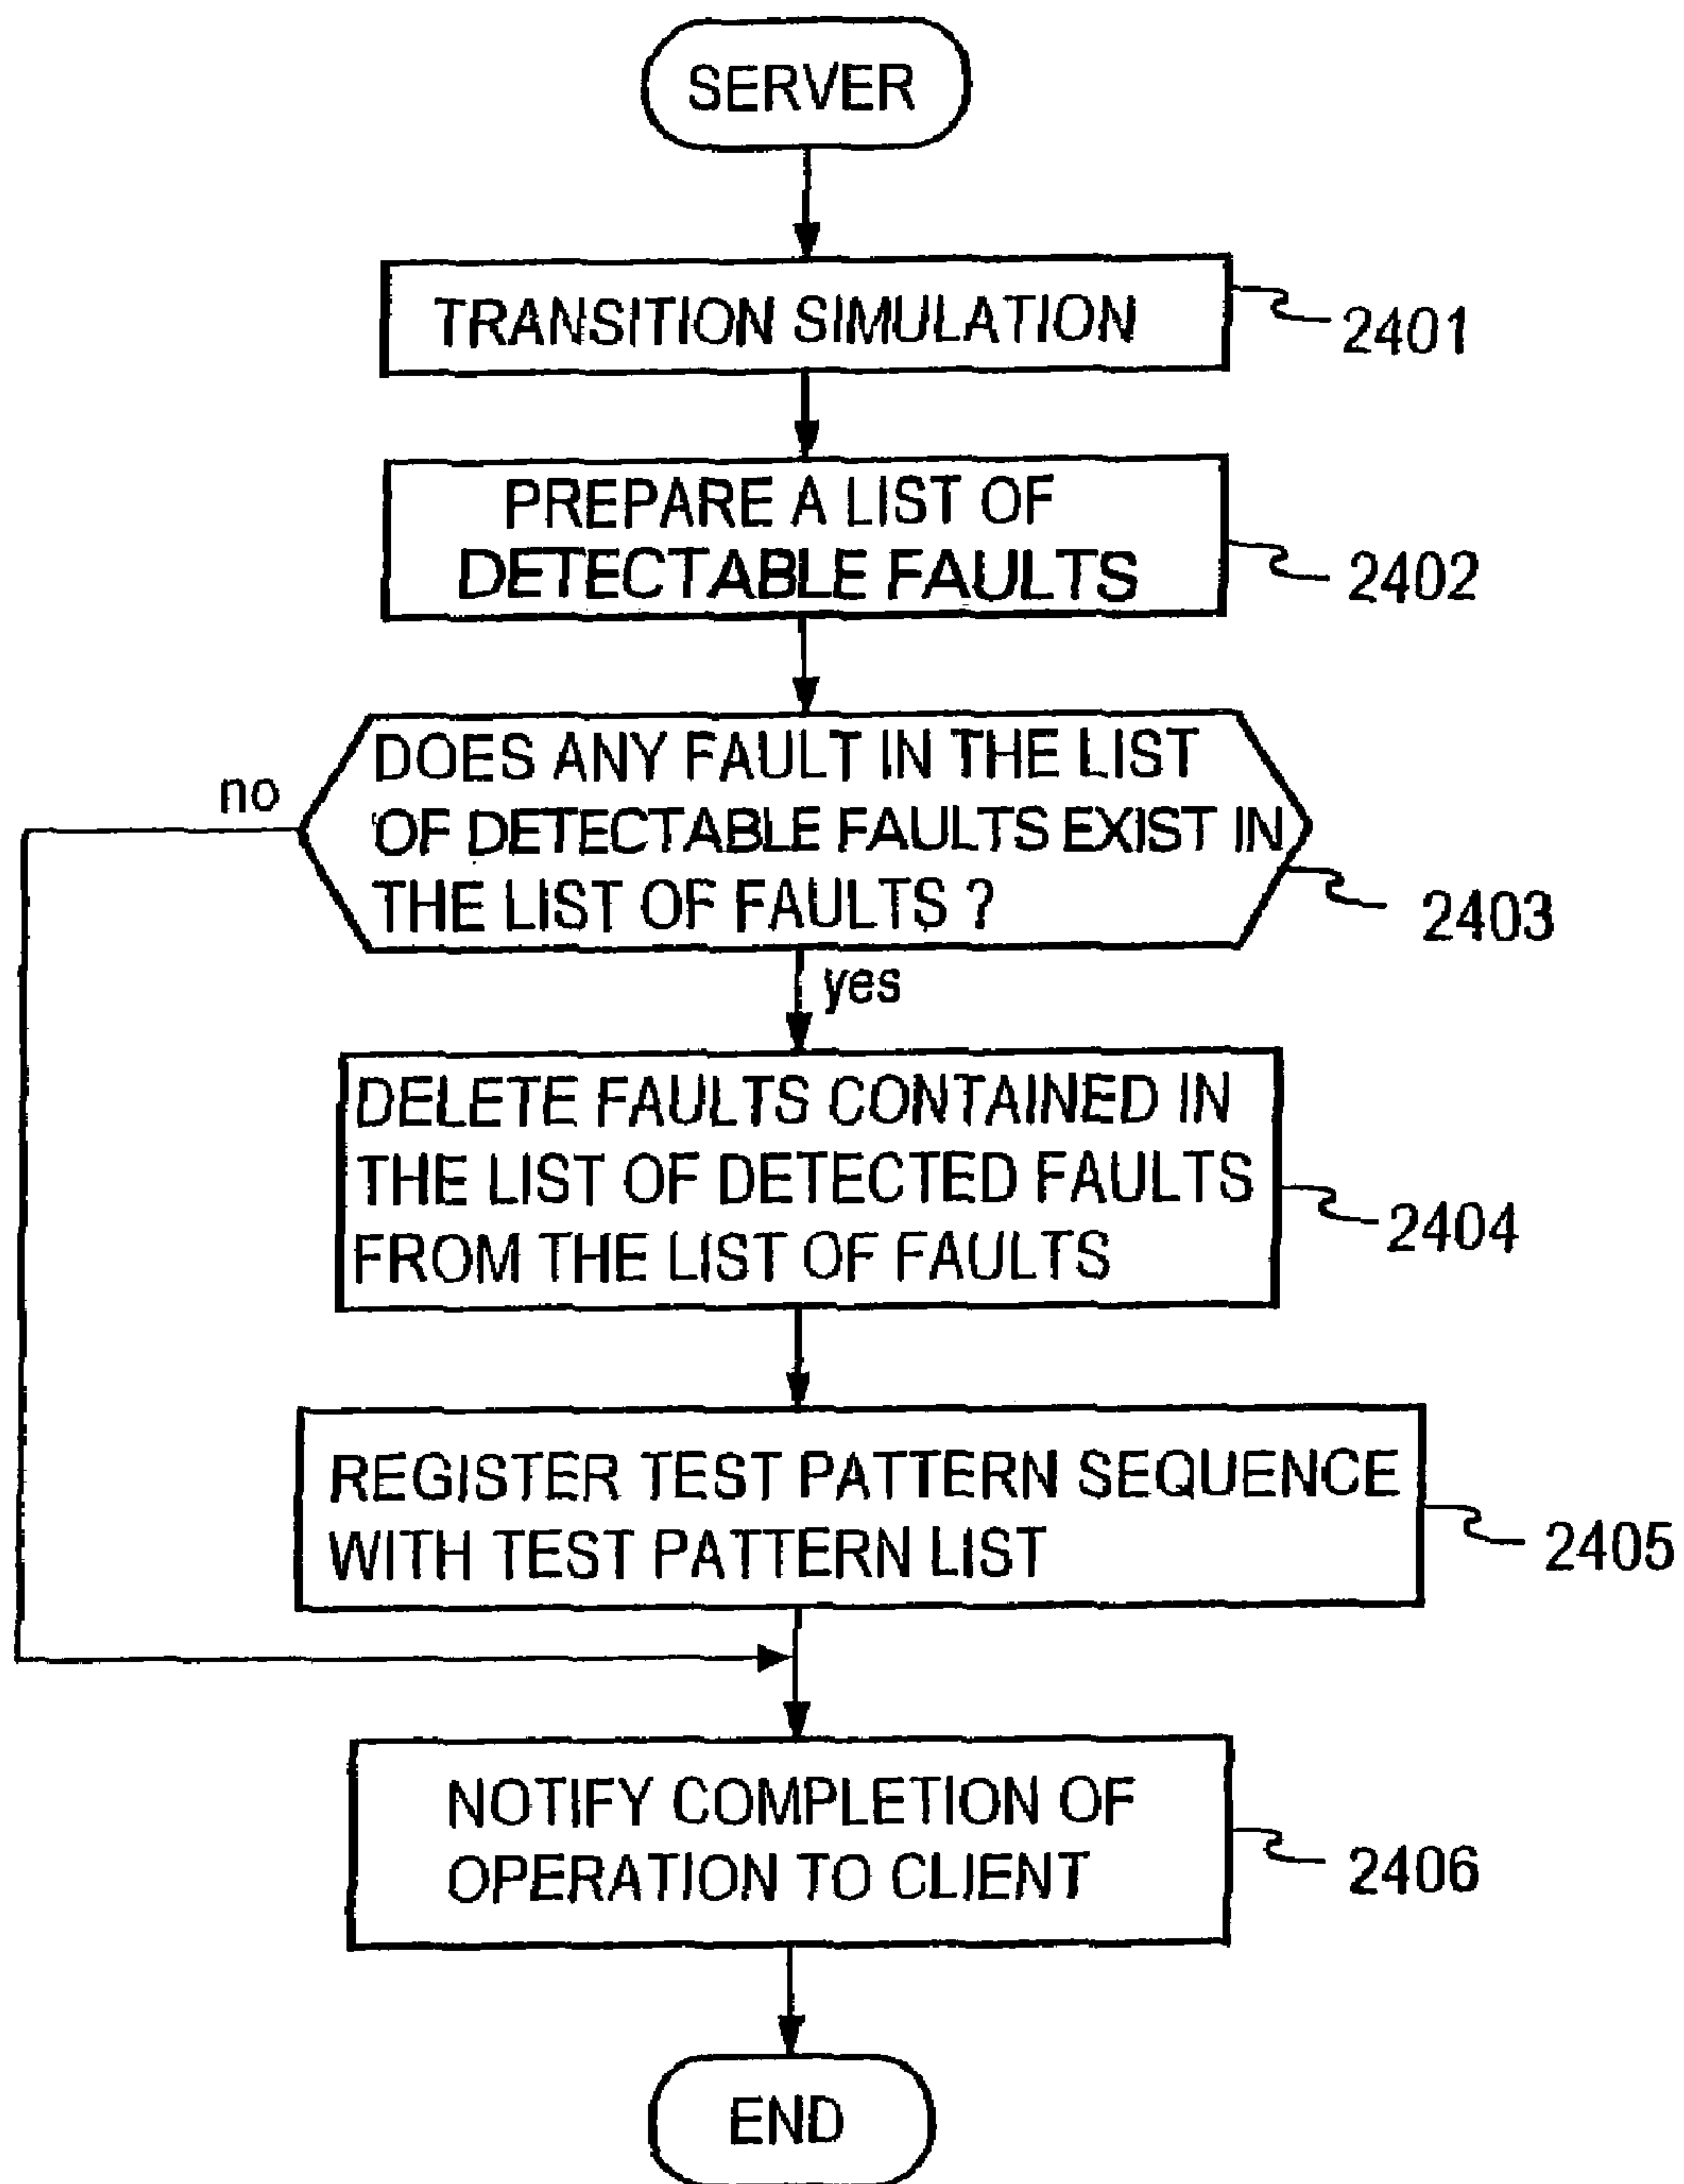 SERVER
TRANSITION SIMULATION
2401
PREPARE A LIST OF
DETECTABLE FAULTS
2402
DOES ANY FAULT IN THE LIST
OF DETECTABLE FAULTS EXIST IN
THE LIST OF FAULTS ?
2403
no
yes
DELETE FAULTS CONTAINED IN
THE LIST OF DETECTED FAULTS
FROM THE LIST OF FAULTS
2404
REGISTER TEST PATTERN SEQUENCE
WITH TEST PATTERN LIST
2405
NOTIFY COMPLETION OF
OPERATION TO CLIENT
2406
END